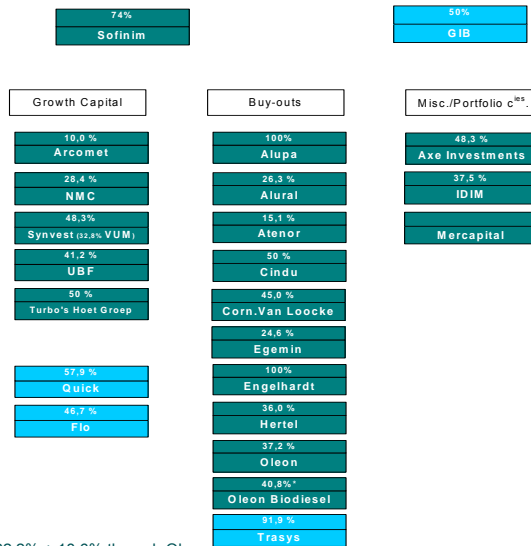 74%
Sofinim
50%
GIB
Growth Capital
10,0 %
Arcomet
28,4 %
NMC
48,3%
Synvest (32,8% VUM)
41,2 %
UBF
50 %
Turbo's Hoet Groep
57,9 %
Quick
46,7 %
Flo
Buy-outs
100%
Alupa
26,3 %
Alural
15,1 %
Atenor
50 %
Cindu
45,0 %
Corn.Van Loocke
24,6 %
Egemin
100%
Engelhardt
36,0 %
Hertel
37,2 %
Oleon
40,8%*
Oleon Biodiesel
91,9 %
Trasys
Misc./Portfolio c ies.
48,3 %
Axe Investments
37,5 %
IDIM
Mercapital